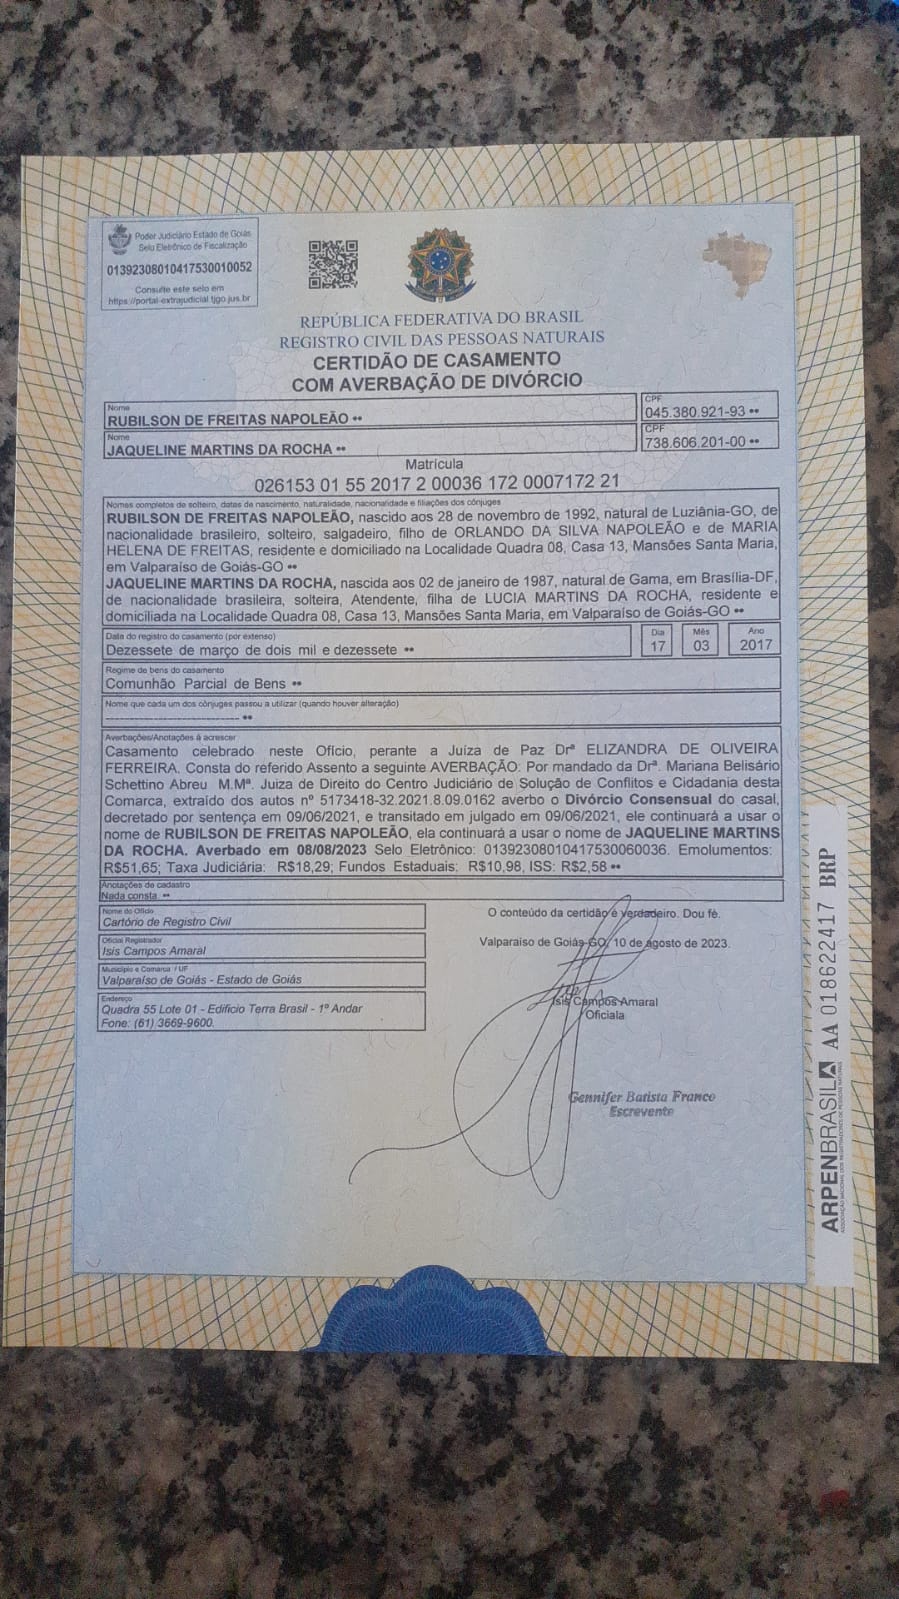 Poder Judiciário Estado de Goiás
Selo Eletrônico de Fiscalização
01392308010417530010052
Consulte este selo em
https://portal-extrajudicial.tjgo.jus.br
REPÚBLICA FEDERATIVA DO BRASIL
REGISTRO CIVIL DAS PESSOAS NATURAIS
CERTIDÃO DE CASAMENTO
COM AVERBAÇÃO DE DIVÓRCIO
Nome
RUBILSON DE FREITAS NAPOLEÃO ••
CPF
045.380.921-93 ••
Nome
JAQUELINE MARTINS DA ROCHA ••
CPF
738.606.201-00 ••
Matrícula
026153 01 55 2017 2 00036 172 0007172 21
Nomes completos de solteiro, datas de nascimento, naturalidade, nacionalidade e filiações dos cônjuges
RUBILSON DE FREITAS NAPOLEÃO, nascido aos 28 de novembro de 1992, natural de Luziânia-GO, de
nacionalidade brasileiro, solteiro, salgadeiro, filho de ORLANDO DA SILVA NAPOLEÃO e de MARIA
HELENA DE FREITAS, residente e domiciliado na Localidade Quadra 08, Casa 13, Mansões Santa Maria,
em Valparaíso de Goiás-GO ••
JAQUELINE MARTINS DA ROCHA, nascida aos 02 de janeiro de 1987, natural de Gama, em Brasília-DF,
de nacionalidade brasileira, solteira, Atendente, filha de LUCIA MARTINS DA ROCHA, residente e
domiciliada na Localidade Quadra 08, Casa 13, Mansões Santa Maria, em Valparaíso de Goiás-GO ••
Data do registro do casamento (por extenso)
Dezessete de março de dois mil e dezessete ••
Dia
17
Mês
03
Ano
2017
Regime de bens do casamento
Comunhão Parcial de Bens ••
Nome que cada um dos cônjuges passou a utilizar (quando houver alteração)
---------------------------- ••
Averbações/Anotações à acrescer
Casamento celebrado neste Ofício, perante a Juíza de Paz Drª ELIZANDRA DE OLIVEIRA
FERREIRA. Consta do referido Assento a seguinte AVERBAÇÃO: Por mandado da Drª. Mariana Belisário
Schettino Abreu M.Mª. Juiza de Direito do Centro Judiciário de Solução de Conflitos e Cidadania desta
Comarca, extraído dos autos nº 5173418-32.2021.8.09.0162 averbo o Divórcio Consensual do casal,
decretado por sentença em 09/06/2021, e transitado em julgado em 09/06/2021, ele continuará a usar o
nome de RUBILSON DE FREITAS NAPOLEÃO, ela continuará a usar o nome de JAQUELINE MARTINS
DA ROCHA. Averbado em 08/08/2023 Selo Eletrônico: 01392308010417530060036. Emolumentos:
R$51,65; Taxa Judiciária: R$18,29; Fundos Estaduais: R$10,98, ISS: R$2,58 ••
Anotações de cadastro
Nada consta. ••
Nome do Ofício
Cartório de Registro Civil
Oficial Registrador
Isis Campos Amaral
Município e Comarca / UF
Valparaíso de Goiás - Estado de Goiás
Endereço
Quadra 55 Lote 01 - Edificio Terra Brasil - 1º Andar
Fone: (61) 3669-9600.
O conteúdo da certidão é verdadeiro. Dou fé.
Valparaiso de Goiás-GO, 10 de agosto de 2023.
Isis Campos Amaral
Oficiala
Gennifer Batista Franco
Escrevente
ARPENBRASIL AA 018622417 BRP
ASSOCIAÇÃO NACIONAL DOS REGISTRADORES DE PESSOAS NATURAIS